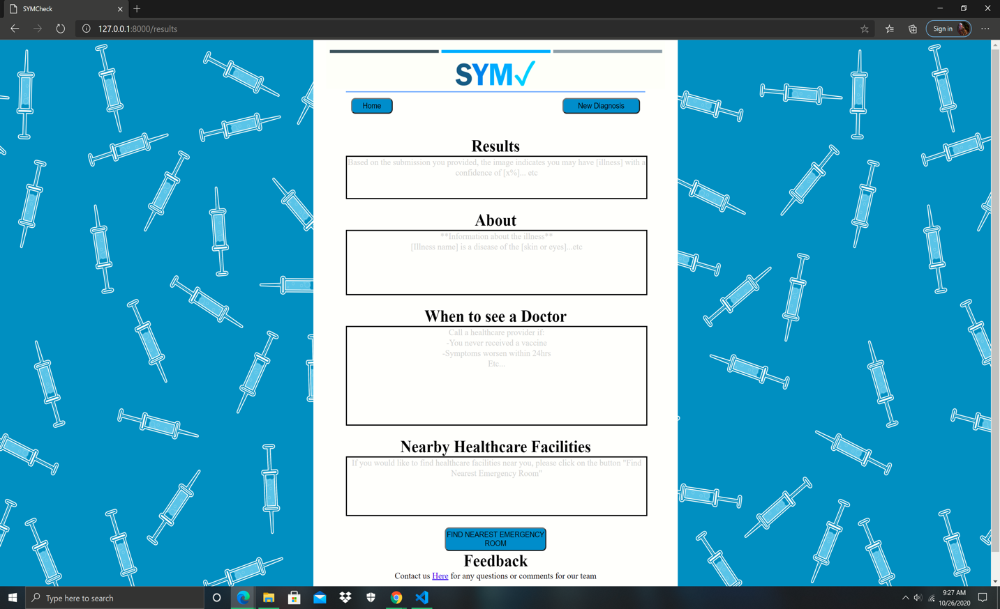 SYMCheck
127.0.0.1:8000/results
Sign in
SYM
Home
New Diagnosis
Results
Based on the submission you provided, the image indicates you may have [illness] with a
confidence of [x%]... etc
About
**Information about the illness**
[Illness name] is a disease of the [skin or eyes]...etc
When to see a Doctor
Call a healthcare provider if:
-You never received a vaccine
-Symptoms worsen within 24hrs
Etc...
Nearby Healthcare Facilities
If you would like to find healthcare facilities near you, please click on the button "Find
Nearest Emergency Room"
FIND NEAREST EMERGENCY
ROOM
Feedback
Contact us Here for any questions or comments for our team
Type here to search
9:27 AM
10/26/2020